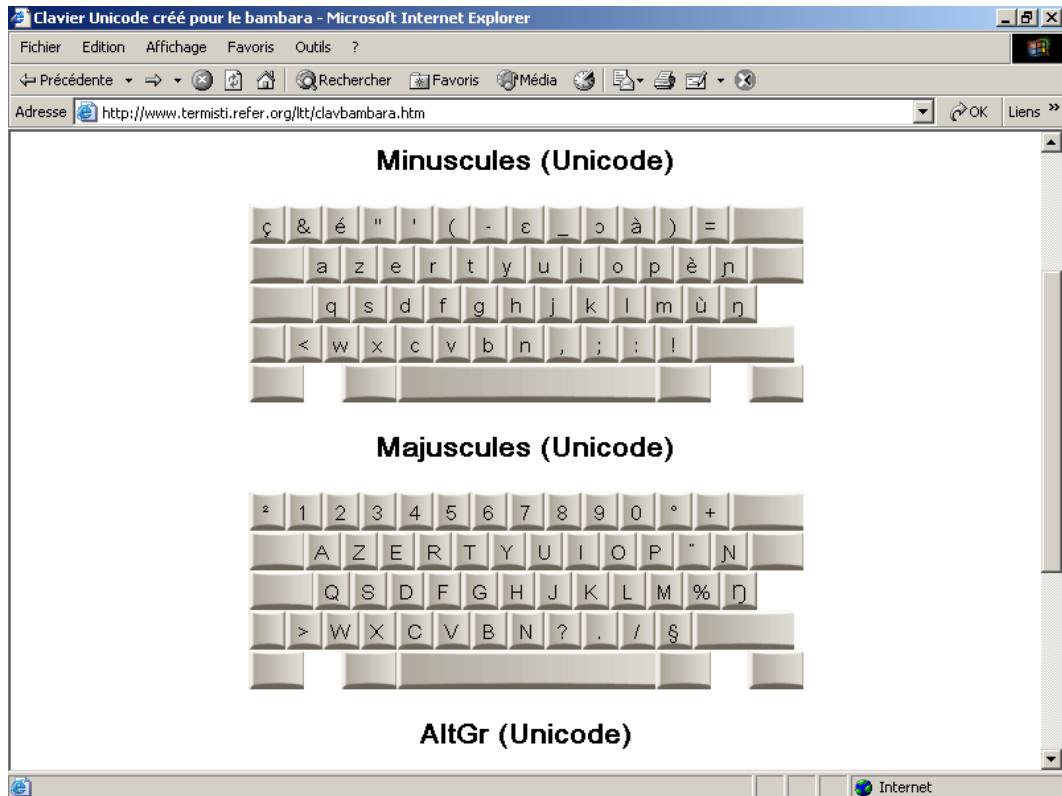 Clavier Unicode créé pour le bambara - Microsoft Internet Explorer
Fichier Edition Affichage Favoris Outils ?
Précédente Rechercher Favoris Média
Adresse http://www.termisti.refer.org/ltt/clavbambara.htm OK Liens »
Minuscules (Unicode)
ç & é " ' ( - ɛ _ ɔ à ) =
a z e r t y u i o p è ɲ
q s d f g h j k l m ù ŋ
< w x c v b n , ; : !
Majuscules (Unicode)
² 1 2 3 4 5 6 7 8 9 0 ° +
A Z E R T Y U I O P ¨ Ɲ
Q S D F G H J K L M % Ŋ
> W X C V B N ? . / §
AltGr (Unicode)
Internet